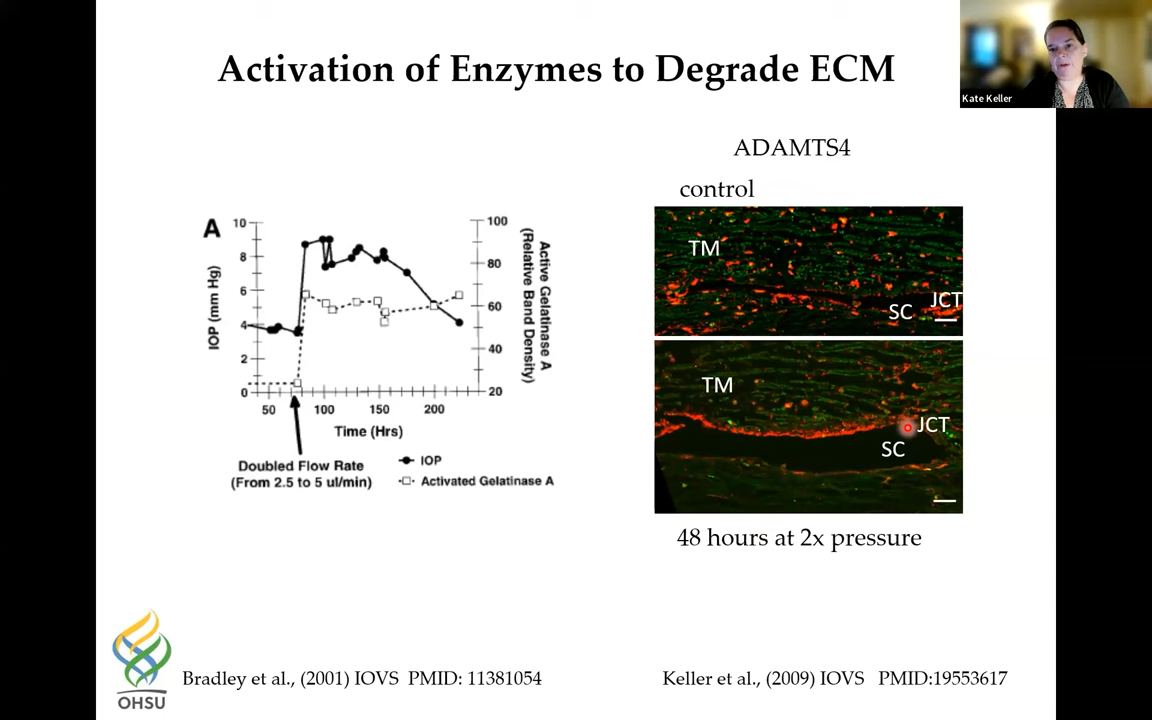 Activation of Enzymes to Degrade ECM
Kate Keller
A
10
8
6
4
2
0
IOP (mm Hg)
100
80
60
40
20
Active Gelatinase A
(Relative Band Density)
50
100
150
200
Time (Hrs)
Doubled Flow Rate
(From 2.5 to 5 ul/min)
IOP
Activated Gelatinase A
ADAMTS4
control
TM
SC
JCT
TM
JCT
SC
48 hours at 2x pressure
OHSU
Bradley et al., (2001) IOVS PMID: 11381054
Keller et al., (2009) IOVS PMID:19553617